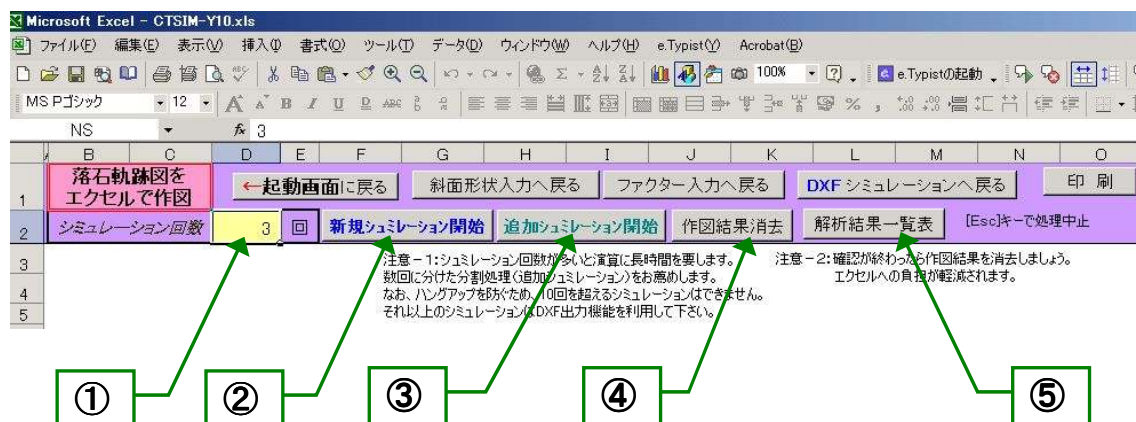 Microsoft Excel - CTSIM-Y10.xls
ファイル(F) 編集(E) 表示(V) 挿入(I) 書式(O) ツール(T) データ(D) ウィンドウ(W) ヘルプ(H) e.Typist(Y) Acrobat(B)
100% e.Typistの起動
MS Pゴシック 12 A A B I U D ABC % ,
NS fx 3
A B C D E F G H I J K L M N O
落石軌跡図を
エクセルで作図
←起動画面に戻る 斜面形状入力へ戻る ファクター入力へ戻る DXFシミュレーションへ戻る 印 刷
1
2 シミュレーション回数 3 回 新規シュミレーション開始 追加シュミレーション開始 作図結果消去 解析結果一覧表 [Esc]キーで処理中止
3 注意-1:シュミレーション回数が多いと演算に長時間を要します。 注意-2:確認が終わったら作図結果を消去しましょう。
数回に分けた分割処理(追加シュミレーション)をお薦めします。 エクセルへの負担が軽減されます。
4 なお、ハングアップを防ぐため、10回を超えるシミュレーションはできません。
5 それ以上のシミュレーションはDXF出力機能を利用して下さい。
① ② ③ ④ ⑤